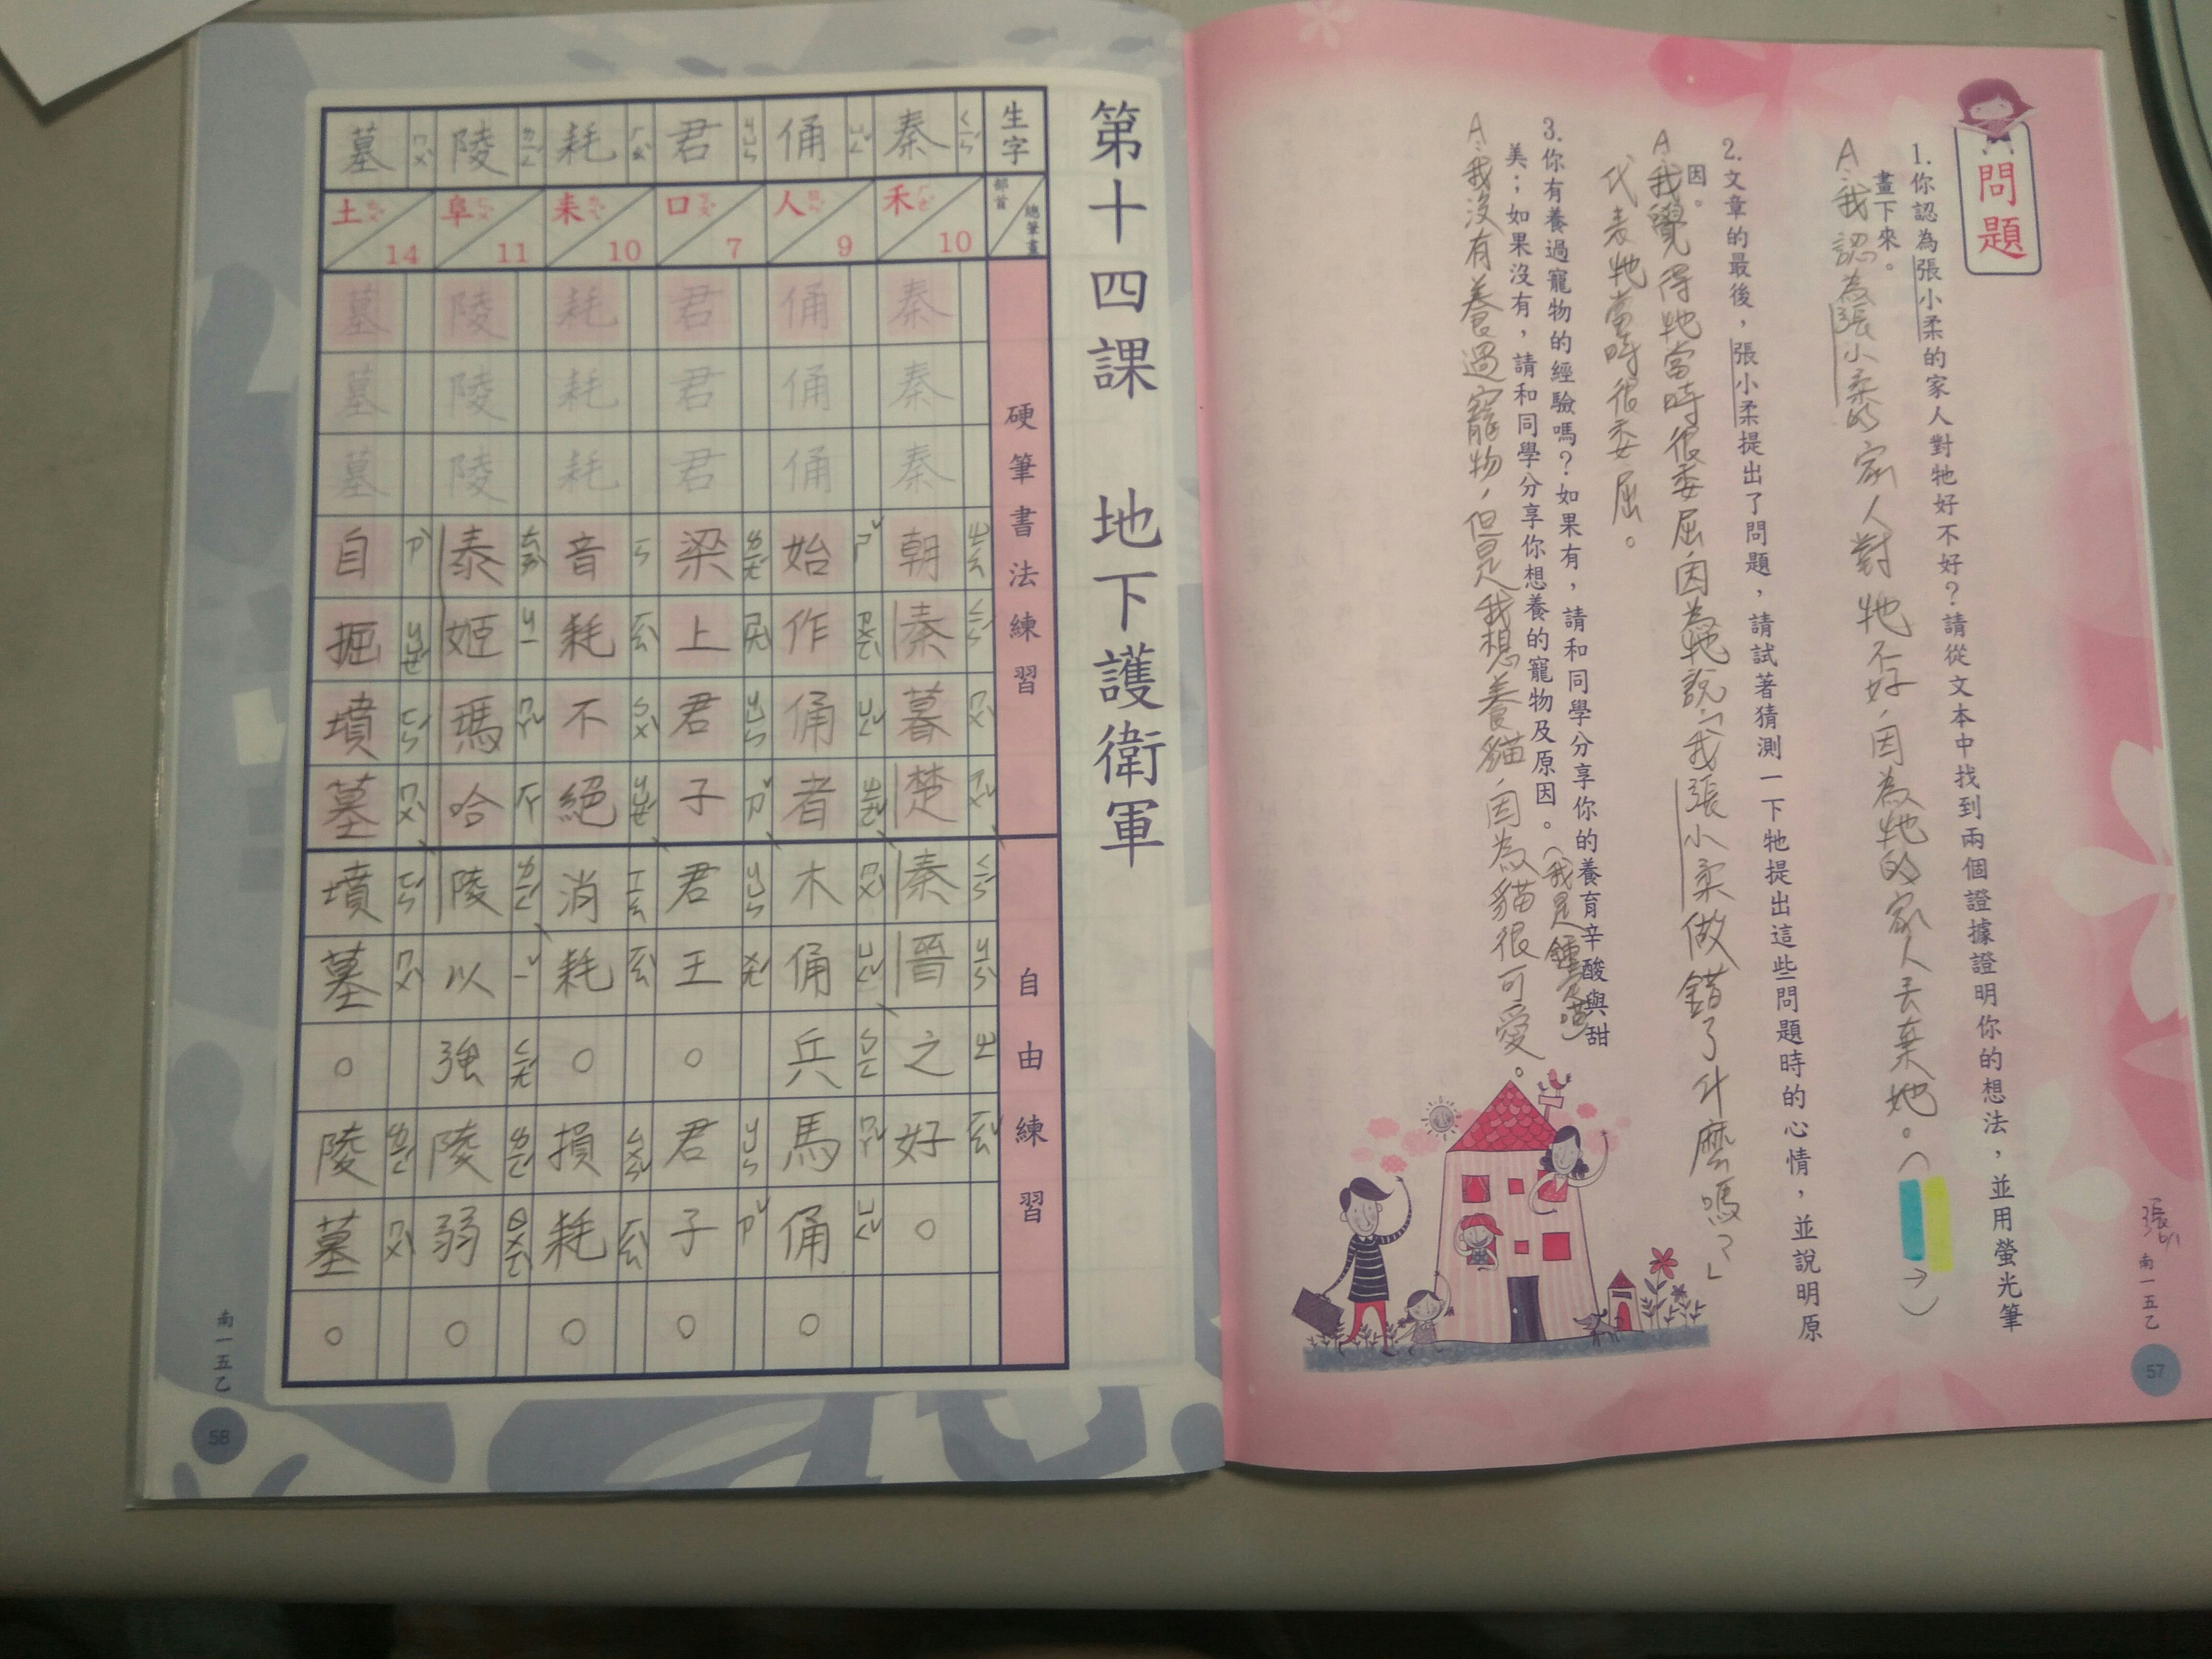 問題
1.你認為張小柔的家人對牠好不好？請從文本中找到兩個證據證明你的想法，並用螢光筆
畫下來。
A:我認為張小柔的家人對牠不好，因為牠的家人丟棄牠。（→）
2.文章的最後，張小柔提出了問題，請試著猜測一下牠提出這些問題時的心情，並說明原
因。
A:我覺得牠當時很委屈，因為牠說:「我張小柔做錯了什麼嗎？」
代表牠當時很委屈。
3.你有養過寵物的經驗嗎？如果有，請和同學分享你的養育辛酸與甜
美；如果沒有，請和同學分享你想養的寵物及原因。（我是
A:我沒有養過寵物，但是我想養貓，因為貓很可愛。
南一五乙
57
第十四課 地下護衛軍
生字
部首
總筆畫
硬筆書法練習
自由練習
秦 ㄑㄧㄣˊ
禾 ㄏㄜˊ 10
秦
秦
秦
朝秦暮楚
秦晉之好。
俑 ㄩㄥˇ
人 ㄖㄣˊ 9
俑
俑
俑
始作俑者
木俑兵馬俑。
君 ㄐㄩㄣ
口 ㄎㄡˇ 7
君
君
君
梁上君子
君王。君子。
耗 ㄏㄠˋ
耒 ㄌㄟˇ 10
耗
耗
耗
音耗不絕
消耗。損耗。
陵 ㄌㄧㄥˊ
阜 ㄈㄨˋ 11
陵
陵
陵
泰姬瑪哈
陵以強陵弱。
墓 ㄇㄨˋ
土 ㄊㄨˇ 14
墓
墓
墓
自掘墳墓
墳墓。陵墓。
南一五乙
58